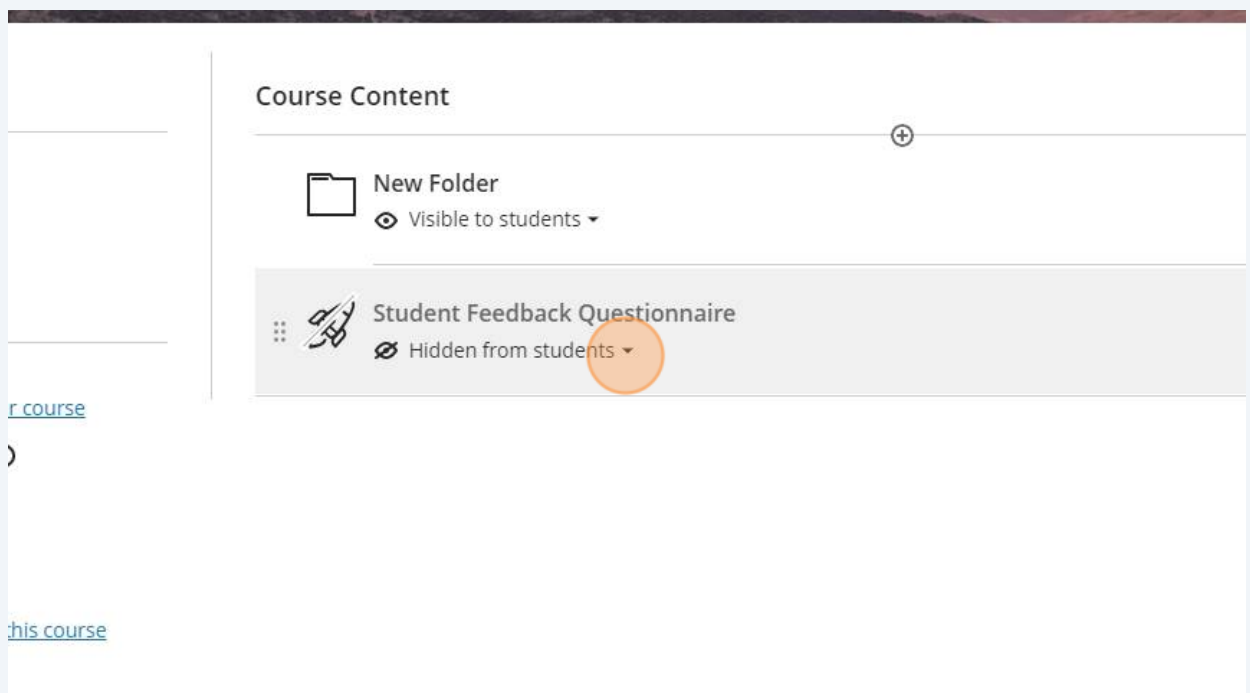 Course Content
New Folder
Visible to students
Student Feedback Questionnaire
Hidden from students
r course
this course